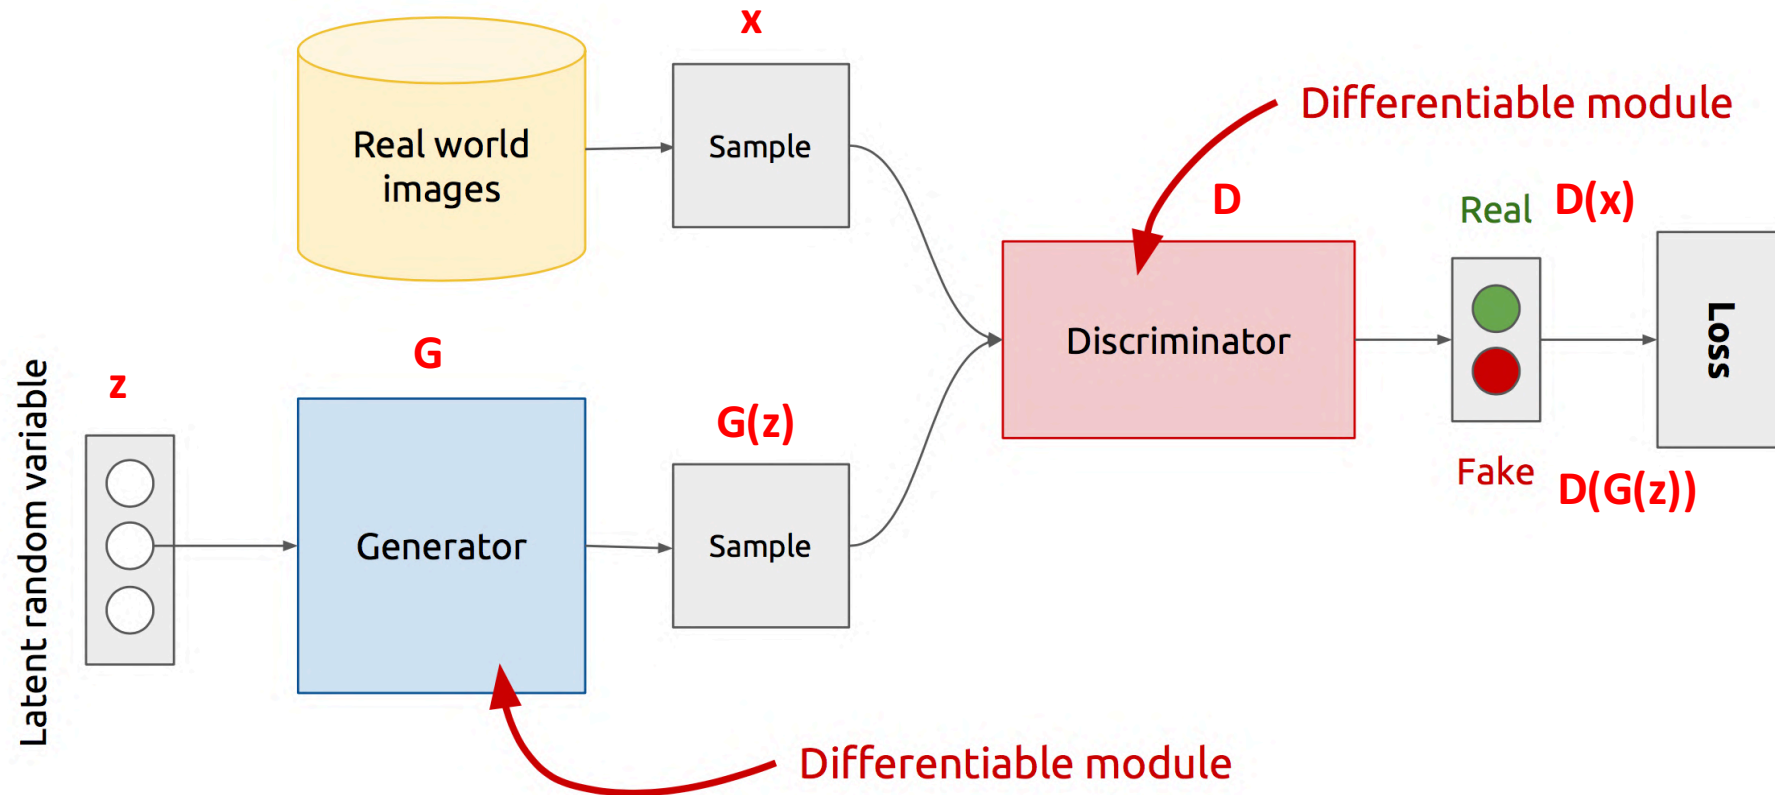 x
Real world
images
Sample
Differentiable module
D
Real
D(x)
Discriminator
Loss
Latent random variable
z
G
Generator
G(z)
Sample
Fake
D(G(z))
Differentiable module